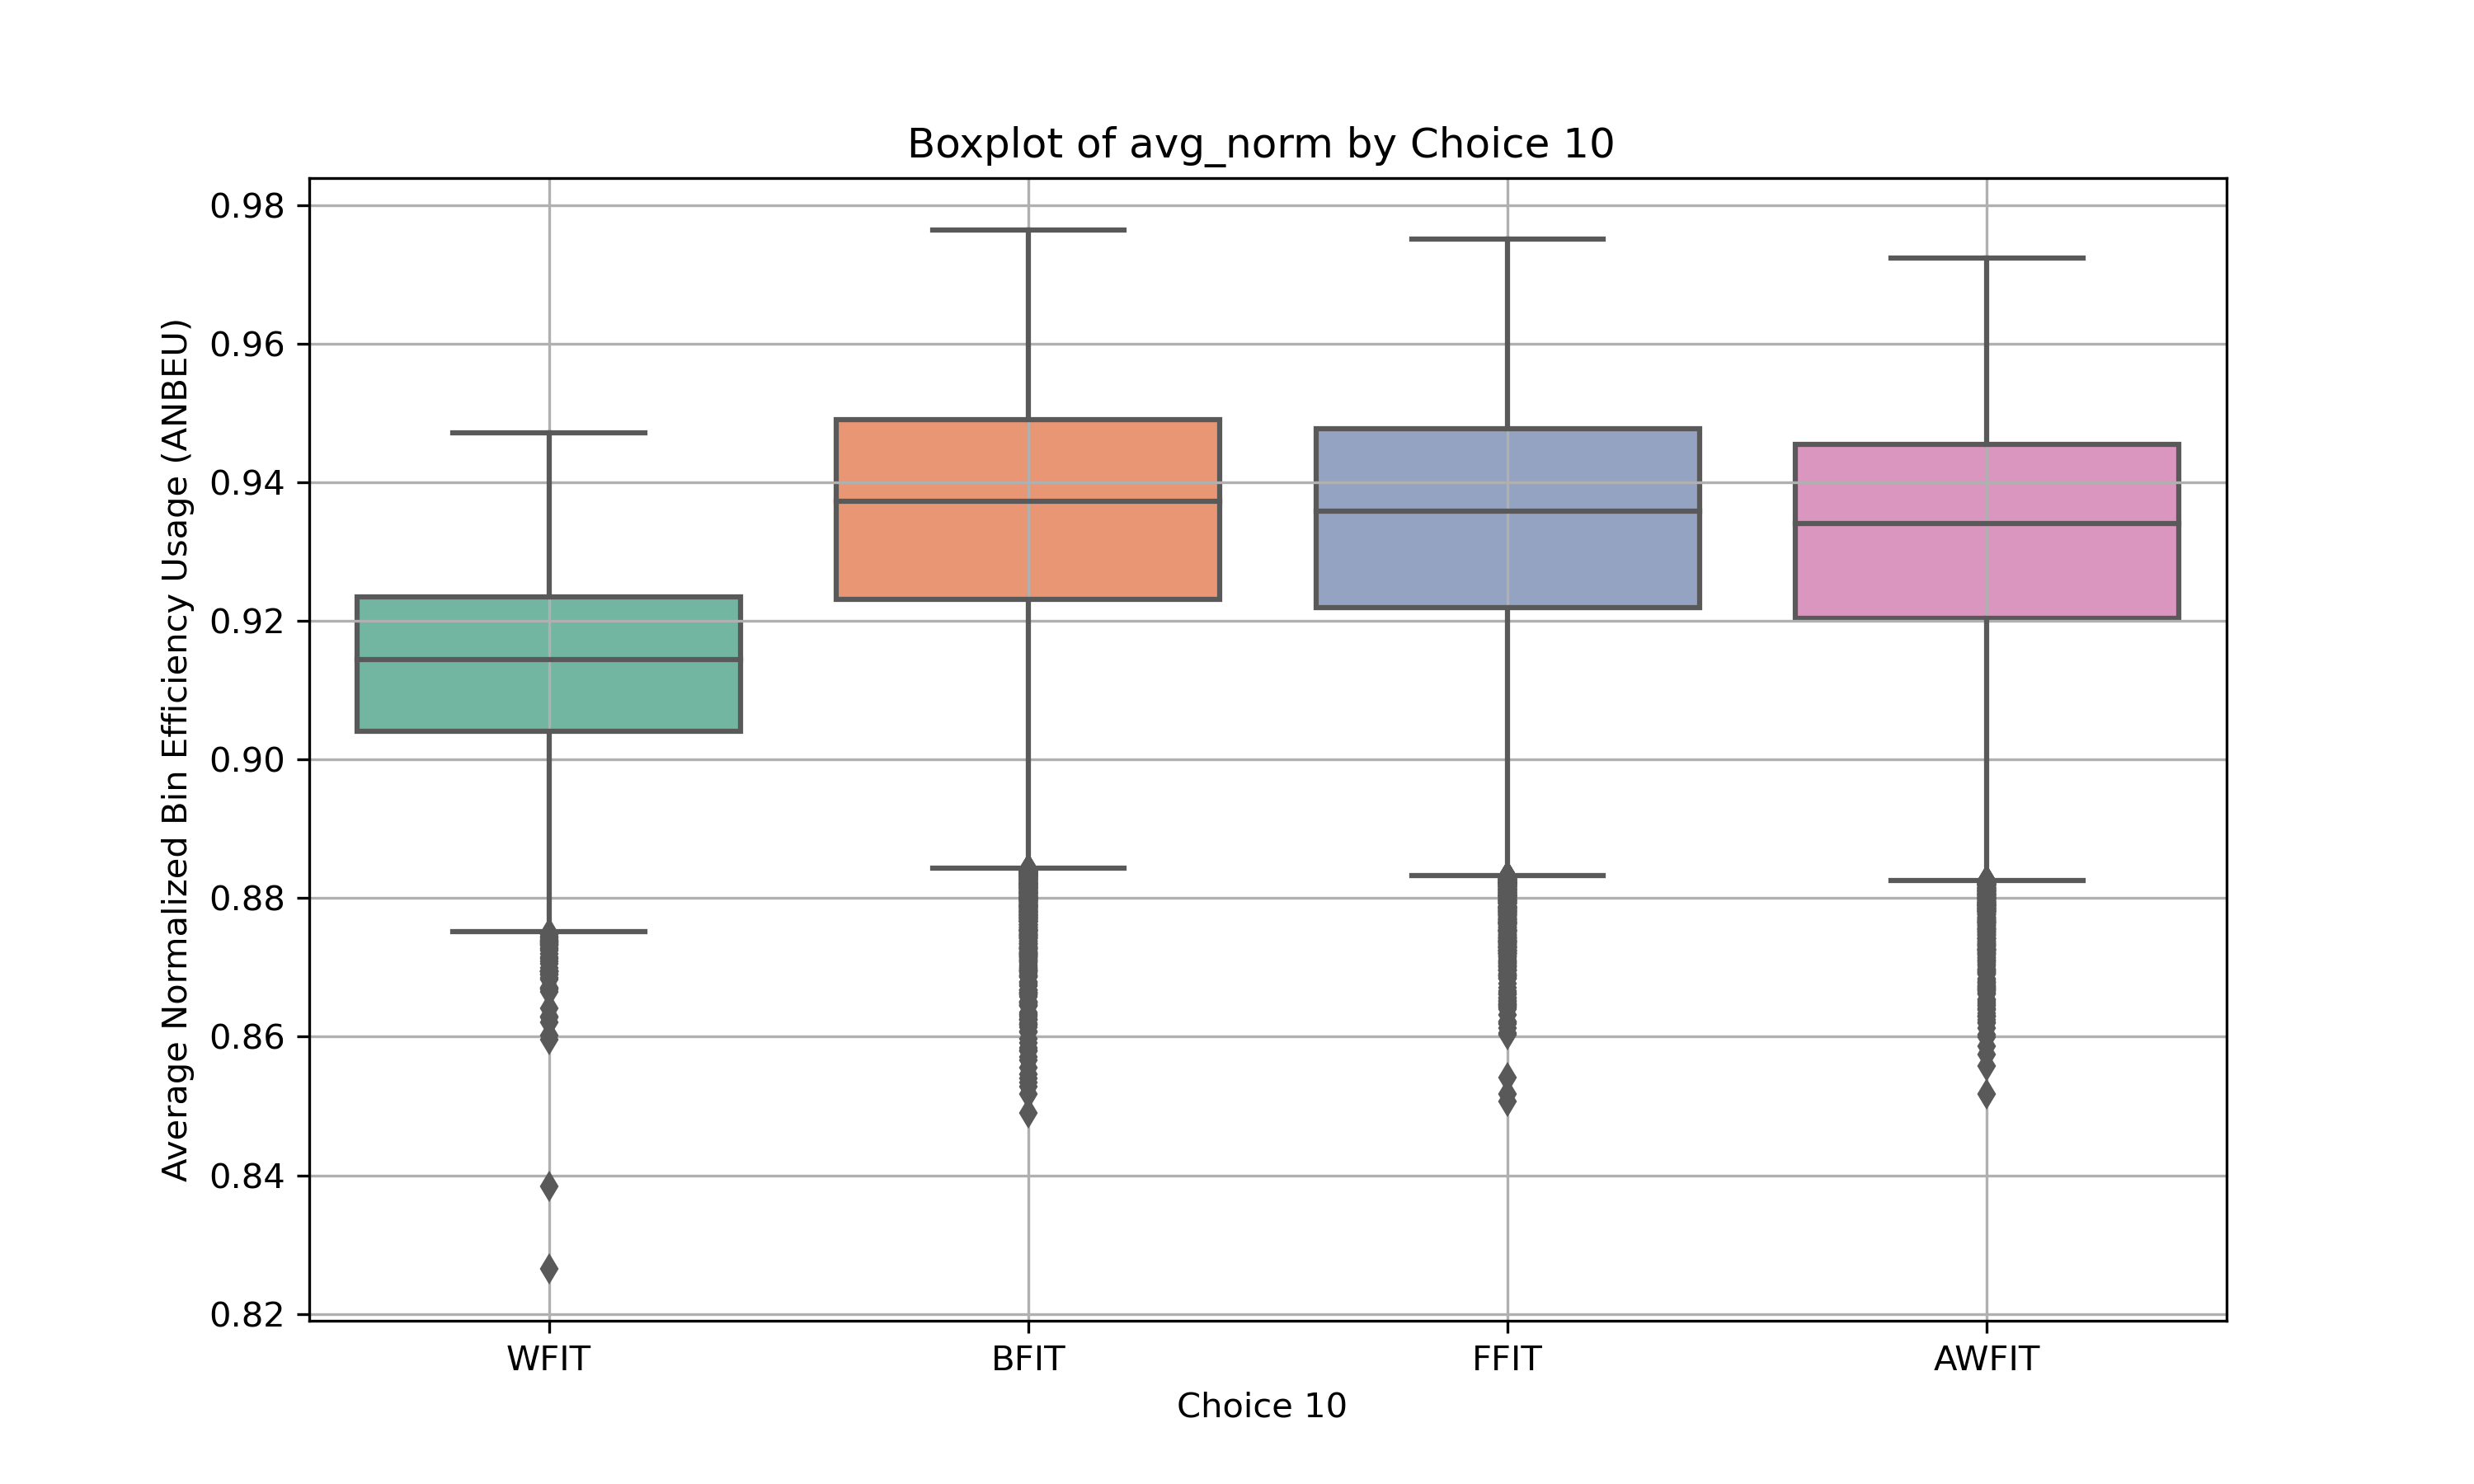 Boxplot of avg_norm by Choice 10
Average Normalized Bin Efficiency Usage (ANBEU)
0.98
0.96
0.94
0.92
0.90
0.88
0.86
0.84
0.82
WFIT
BFIT
FFIT
AWFIT
Choice 10